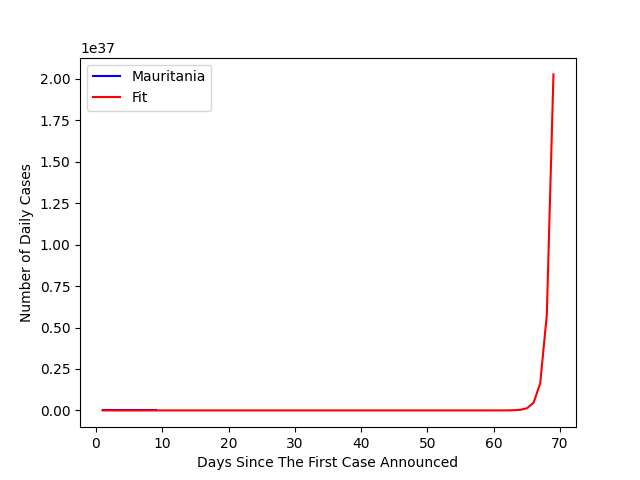 1e37
2.00
1.75
1.50
1.25
1.00
0.75
0.50
0.25
0.00
Number of Daily Cases
Mauritania
Fit
0 10 20 30 40 50 60 70
Days Since The First Case Announced